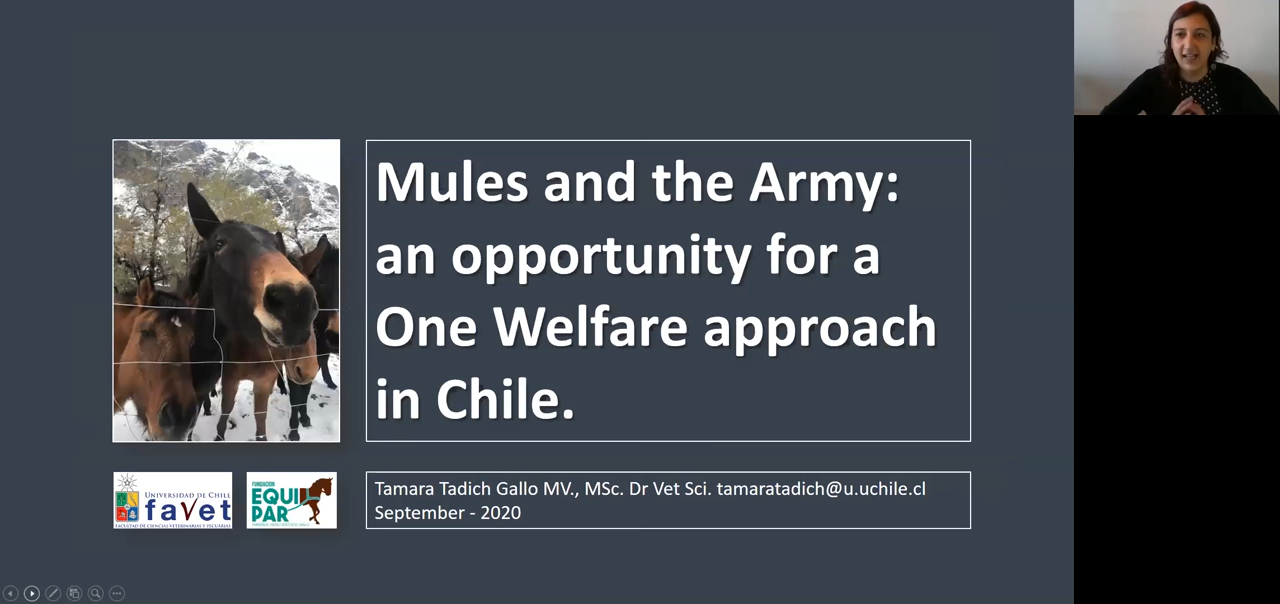 Mules and the Army:
an opportunity for a
One Welfare approach
in Chile.
UNIVERSIDAD DE CHILE
favet
FACULTAD DE CIENCIAS VETERINARIAS Y PECUARIAS
FUNDACION
EQUI
PAR
Tamara Tadich Gallo MV., MSc. Dr Vet Sci. tamaratadich@u.uchile.cl
September - 2020